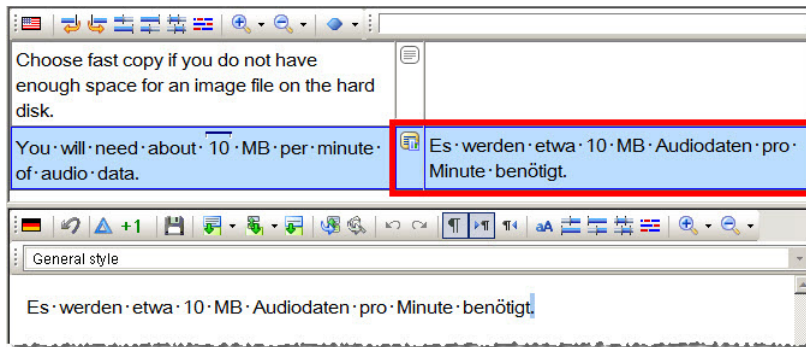 Choose fast copy if you do not have
enough space for an image file on the hard
disk.
You·will·need·about·10·MB·per·minute·
of·audio·data.
Es·werden·etwa·10·MB·Audiodaten·pro·
Minute·benötigt.
+1
¶ ▸¶ ¶◂ aA
General style
Es·werden·etwa·10·MB·Audiodaten·pro·Minute·benötigt.